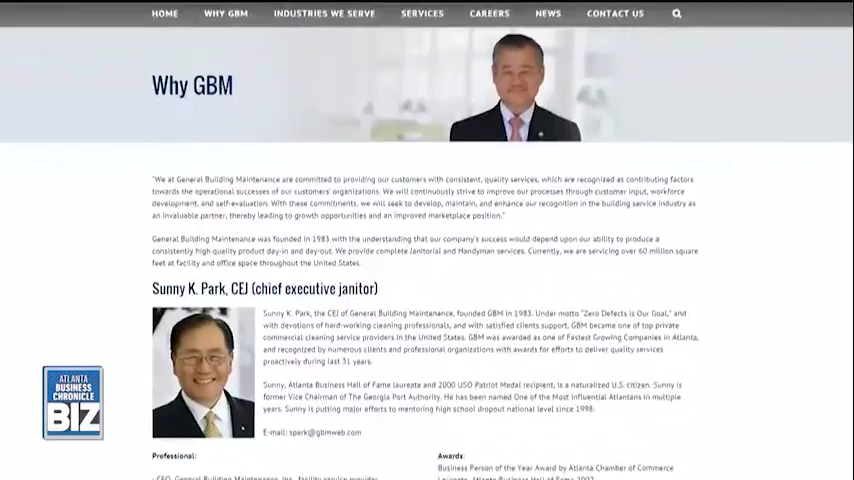 HOME WHY GBM INDUSTRIES WE SERVE SERVICES CAREERS NEWS CONTACT US
Why GBM
"We at General Building Maintenance are committed to providing our customers with consistent, quality services, which are recognized as contributing factors
towards the operational successes of our customers' organizations. We will continuously strive to improve our processes through customer input, workforce
development, and self-evaluation. With these commitments, we will seek to develop, maintain, and enhance our recognition in the building service industry as
an invaluable partner, thereby leading to growth opportunities and an improved marketplace position."
General Building Maintenance was founded in 1983 with the understanding that our company's success would depend upon our ability to produce a
consistently high quality product day-in and day-out. We provide complete Janitorial and Handyman services. Currently, we are servicing over 60 million square
feet at facility and office space throughout the United States.
Sunny K. Park, CEJ (chief executive janitor)
Sunny K. Park, the CEJ of General Building Maintenance, founded GBM in 1983. Under motto "Zero Defects is Our Goal," and
with devotions of hard-working cleaning professionals, and with satisfied clients support, GBM became one of top private
commercial cleaning service providers in the United States. GBM was awarded as one of Fastest Growing Companies in Atlanta,
and recognized by numerous clients and professional organizations with awards for efforts to deliver quality services
proactively during last 31 years.
Sunny, Atlanta Business Hall of Fame laureate and 2000 USO Patriot Medal recipient, is a naturalized U.S. citizen. Sunny is
former Vice Chairman of The Georgia Port Authority. He has been named One of the Most Influential Atlantans in multiple
years. Sunny is putting major efforts to mentoring high school dropout national level since 1998.
E-mail: spark@gbmweb.com
ATLANTA
BUSINESS
CHRONICLE
BIZ
Professional:
- CEO, General Building Maintenance, Inc., facility service provider
Awards:
Business Person of the Year Award by Atlanta Chamber of Commerce
Laureate, Atlanta Business Hall of Fame 2002